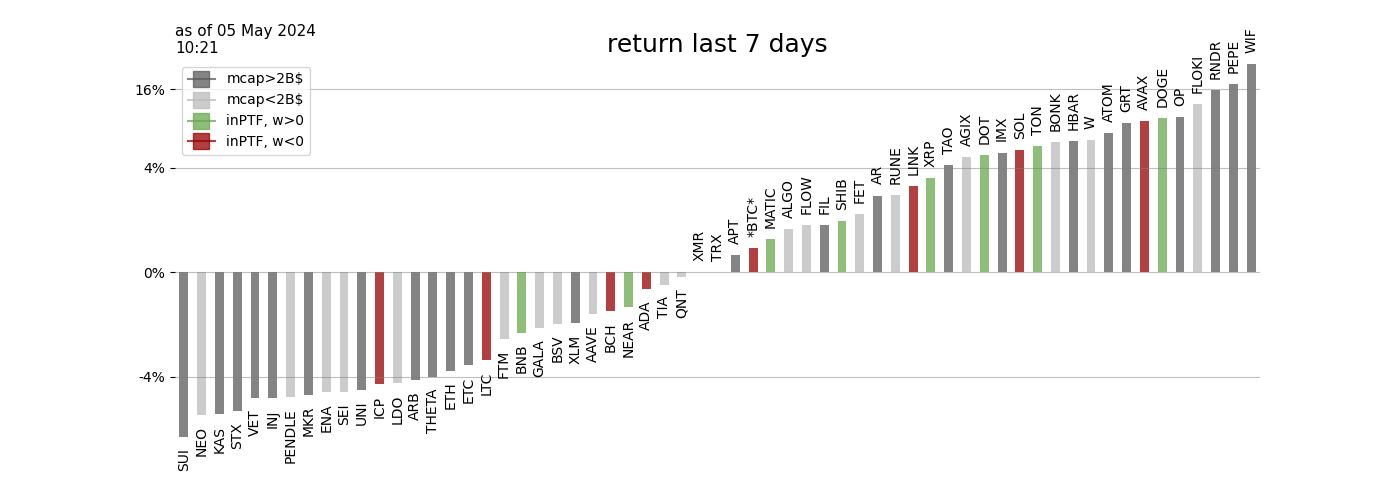 as of 05 May 2024
10:21
return last 7 days
mcap>2B$
mcap<2B$
inPTF, w>0
inPTF, w<0
16%
4%
0%
-4%
SUI
NEO
KAS
STX
VET
INJ
PENDLE
MKR
ENA
SEI
UNI
ICP
LDO
ARB
THETA
ETH
ETC
LTC
FTM
BNB
GALA
BSV
XLM
AAVE
BCH
NEAR
ADA
TIA
QNT
XMR
TRX
APT
*BTC*
MATIC
ALGO
FLOW
FIL
SHIB
FET
AR
RUNE
LINK
XRP
TAO
AGIX
DOT
IMX
SOL
TON
BONK
HBAR
W
ATOM
GRT
AVAX
DOGE
OP
FLOKI
RNDR
PEPE
WIF